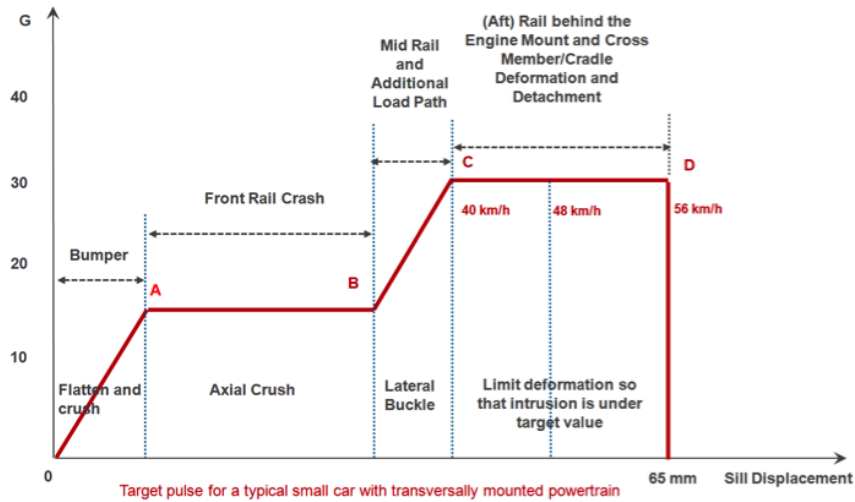 G
(Aft) Rail behind the
Engine Mount and Cross
Member/Cradle
Deformation and
Detachment
Mid Rail
and
Additional
Load Path
40
30
20
10
0
Front Rail Crash
Bumper
A
B
C
D
40 km/h
48 km/h
56 km/h
Flatten and
crush
Axial Crush
Lateral
Buckle
Limit deformation so
that intrusion is under
target value
65 mm
Sill Displacement
Target pulse for a typical small car with transversally mounted powertrain